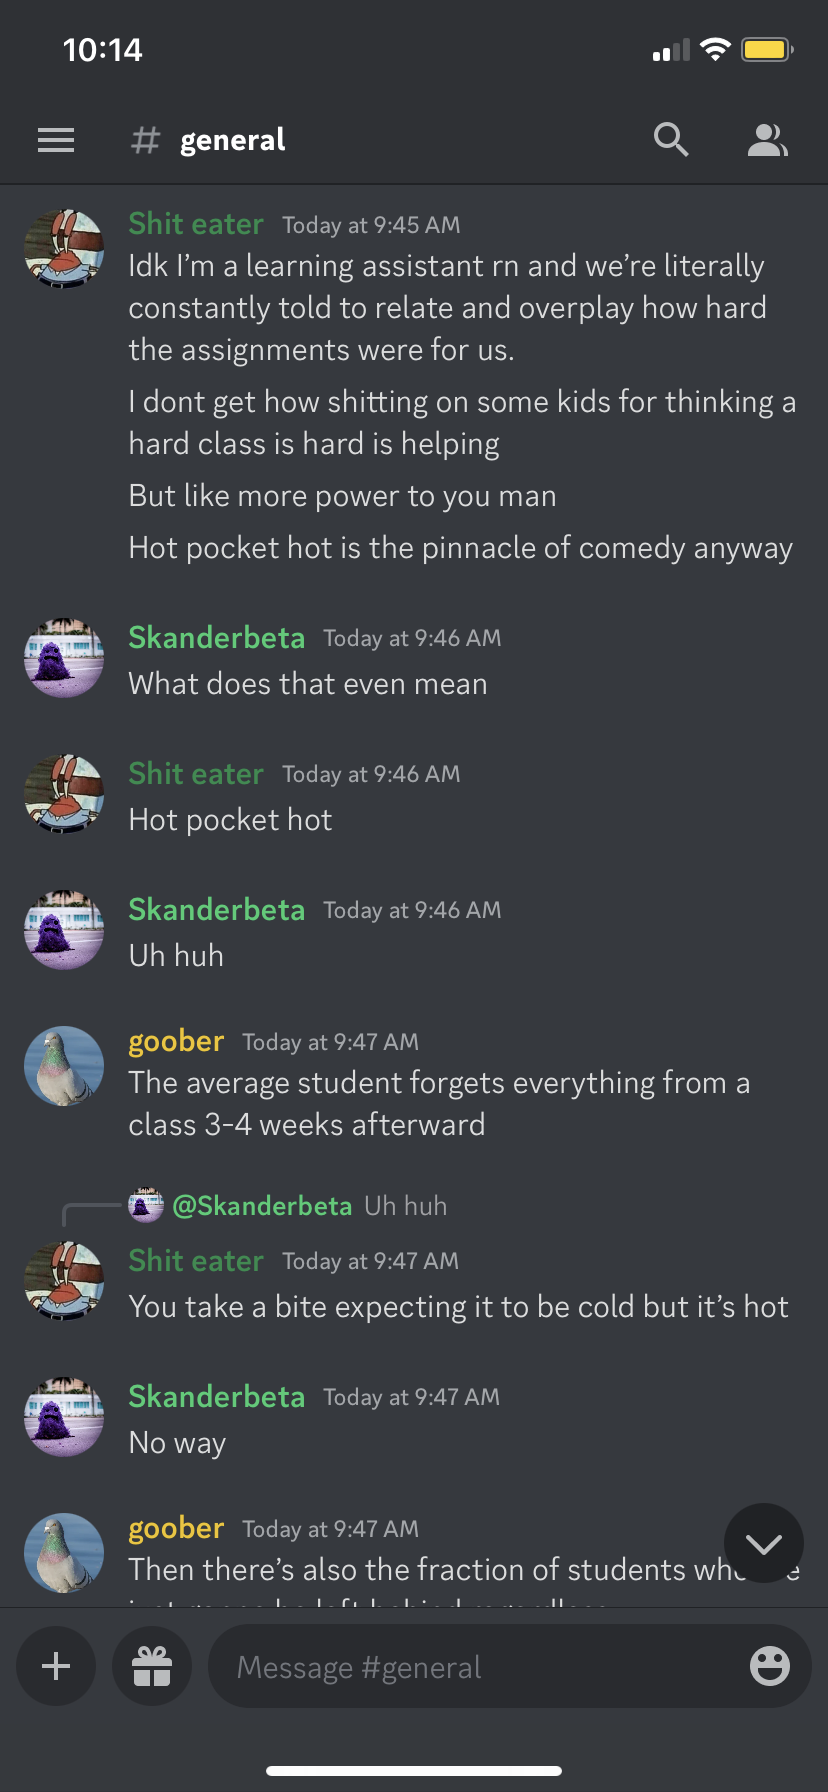 10:14
# general
Shit eater Today at 9:45 AM
Idk I’m a learning assistant rn and we’re literally
constantly told to relate and overplay how hard
the assignments were for us.
I dont get how shitting on some kids for thinking a
hard class is hard is helping
But like more power to you man
Hot pocket hot is the pinnacle of comedy anyway
Skanderbeta Today at 9:46 AM
What does that even mean
Shit eater Today at 9:46 AM
Hot pocket hot
Skanderbeta Today at 9:46 AM
Uh huh
goober Today at 9:47 AM
The average student forgets everything from a
class 3-4 weeks afterward
@Skanderbeta Uh huh
Shit eater Today at 9:47 AM
You take a bite expecting it to be cold but it’s hot
Skanderbeta Today at 9:47 AM
No way
goober Today at 9:47 AM
Then there’s also the fraction of students
Message #general